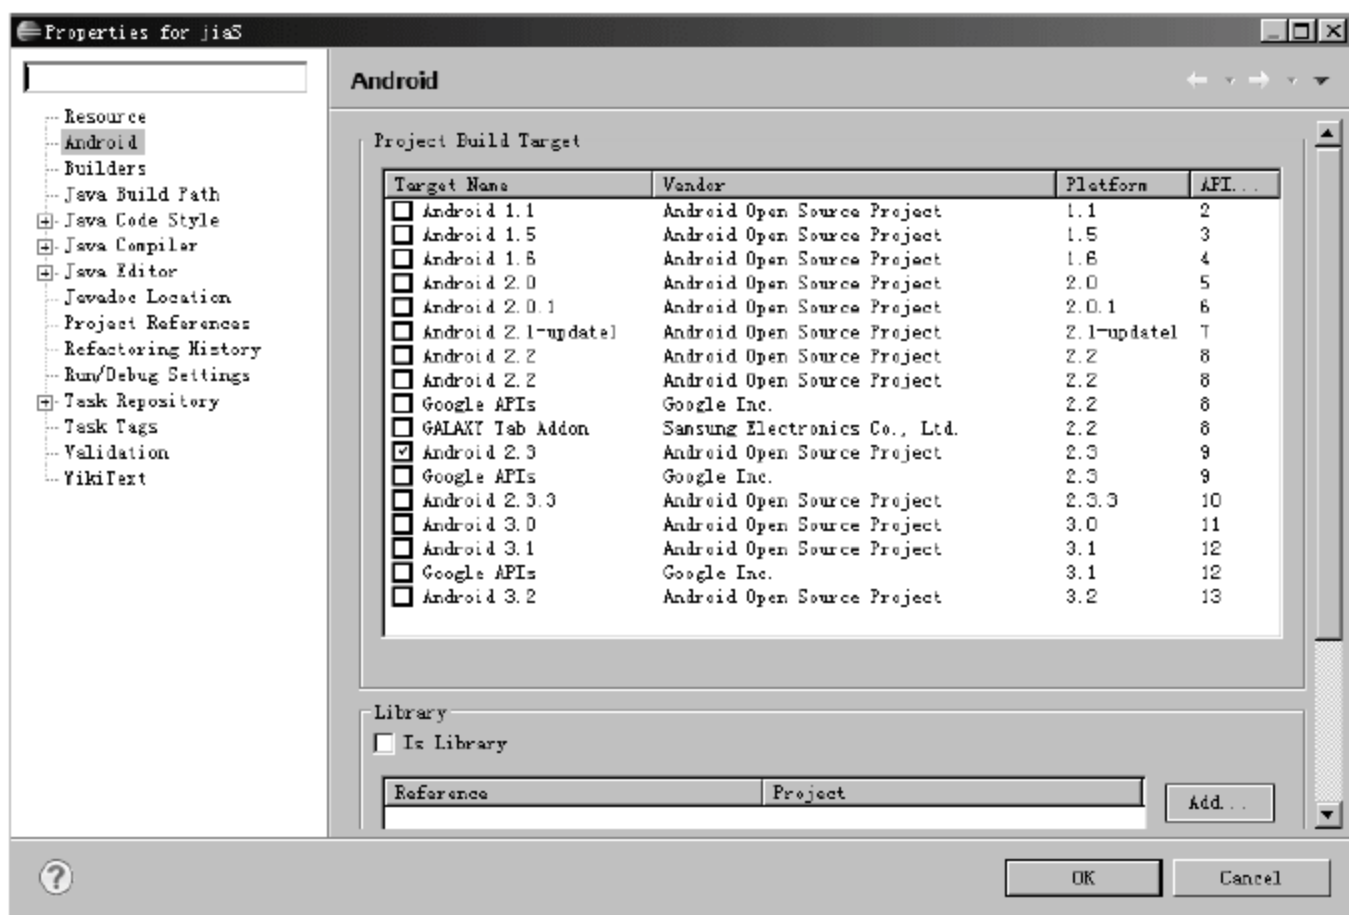 Properties for jiaS
Android
Resource
Android
Builders
Java Build Path
Java Code Style
Java Compiler
Java Editor
Javadoc Location
Project References
Refactoring History
Run/Debug Settings
Task Repository
Task Tags
Validation
WikiText
Project Build Target
Target Name Vendor Platform API...
Android 1.1 Android Open Source Project 1.1 2
Android 1.5 Android Open Source Project 1.5 3
Android 1.6 Android Open Source Project 1.6 4
Android 2.0 Android Open Source Project 2.0 5
Android 2.0.1 Android Open Source Project 2.0.1 6
Android 2.1-update1 Android Open Source Project 2.1-update1 7
Android 2.2 Android Open Source Project 2.2 8
Android 2.2 Android Open Source Project 2.2 8
Google APIs Google Inc. 2.2 8
GALAXY Tab Addon Samsung Electronics Co., Ltd. 2.2 8
Android 2.3 Android Open Source Project 2.3 9
Google APIs Google Inc. 2.3 9
Android 2.3.3 Android Open Source Project 2.3.3 10
Android 3.0 Android Open Source Project 3.0 11
Android 3.1 Android Open Source Project 3.1 12
Google APIs Google Inc. 3.1 12
Android 3.2 Android Open Source Project 3.2 13
Library
Is Library
Reference Project
Add...
?
OK Cancel